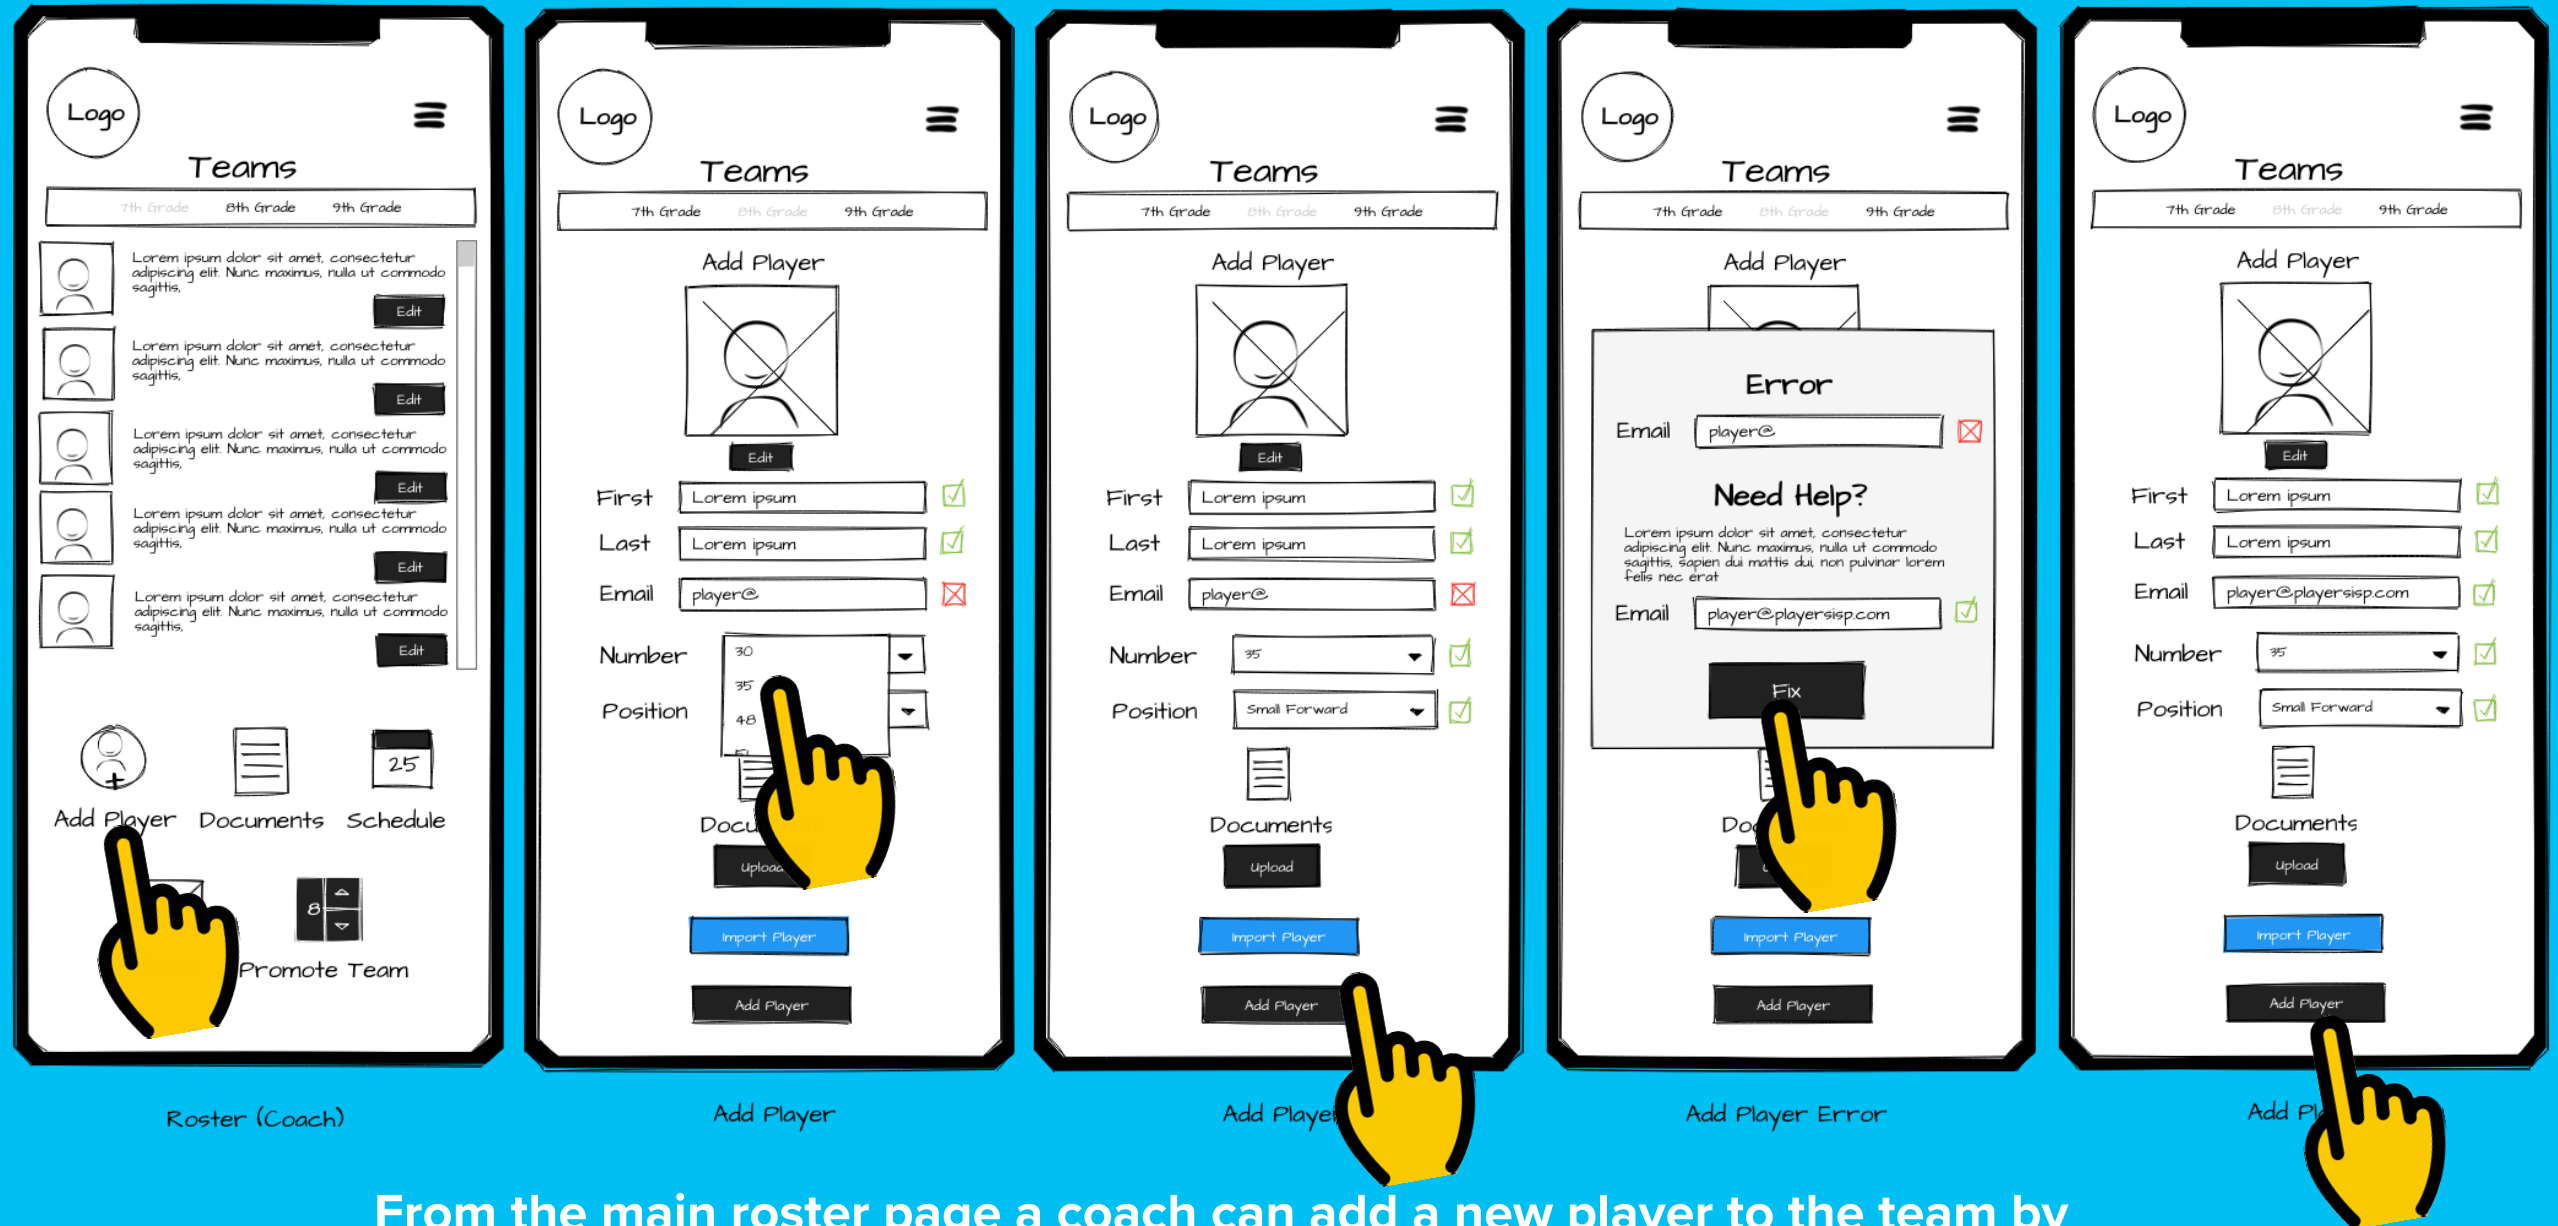 Logo
Teams
7th Grade 8th Grade 9th Grade
Lorem ipsum dolor sit amet, consectetur
adipiscing elit. Nunc maximus, nulla ut commodo
sagittis,
Edit
Lorem ipsum dolor sit amet, consectetur
adipiscing elit. Nunc maximus, nulla ut commodo
sagittis,
Edit
Lorem ipsum dolor sit amet, consectetur
adipiscing elit. Nunc maximus, nulla ut commodo
sagittis,
Edit
Lorem ipsum dolor sit amet, consectetur
adipiscing elit. Nunc maximus, nulla ut commodo
sagittis,
Edit
Lorem ipsum dolor sit amet, consectetur
adipiscing elit. Nunc maximus, nulla ut commodo
sagittis,
Edit
25
Add Player Documents Schedule
8
Promote Team
Roster (Coach)
Logo
Teams
7th Grade 8th Grade 9th Grade
Add Player
Edit
First Lorem ipsum
Last Lorem ipsum
Email player@
Number 30
35
Position 48
Docu
Upload
Import Player
Add Player
Add Player
Logo
Teams
7th Grade 8th Grade 9th Grade
Add Player
Edit
First Lorem ipsum
Last Lorem ipsum
Email player@
Number 35
Position Small Forward
Documents
Upload
Import Player
Add Player
Add Player
Logo
Teams
7th Grade 8th Grade 9th Grade
Add Player
Error
Email player@
Need Help?
Lorem ipsum dolor sit amet, consectetur
adipiscing elit. Nunc maximus, nulla ut commodo
sagittis, sapien dui mattis dui, non pulvinar lorem
felis nec erat
Email player@playersisp.com
Fix
Do
Import Player
Add Player
Add Player Error
Logo
Teams
7th Grade 8th Grade 9th Grade
Add Player
Edit
First Lorem ipsum
Last Lorem ipsum
Email player@playersisp.com
Number 35
Position Small Forward
Documents
Upload
Import Player
Add Player
Add Pl
From the main roster page a coach can add a new player to the team by